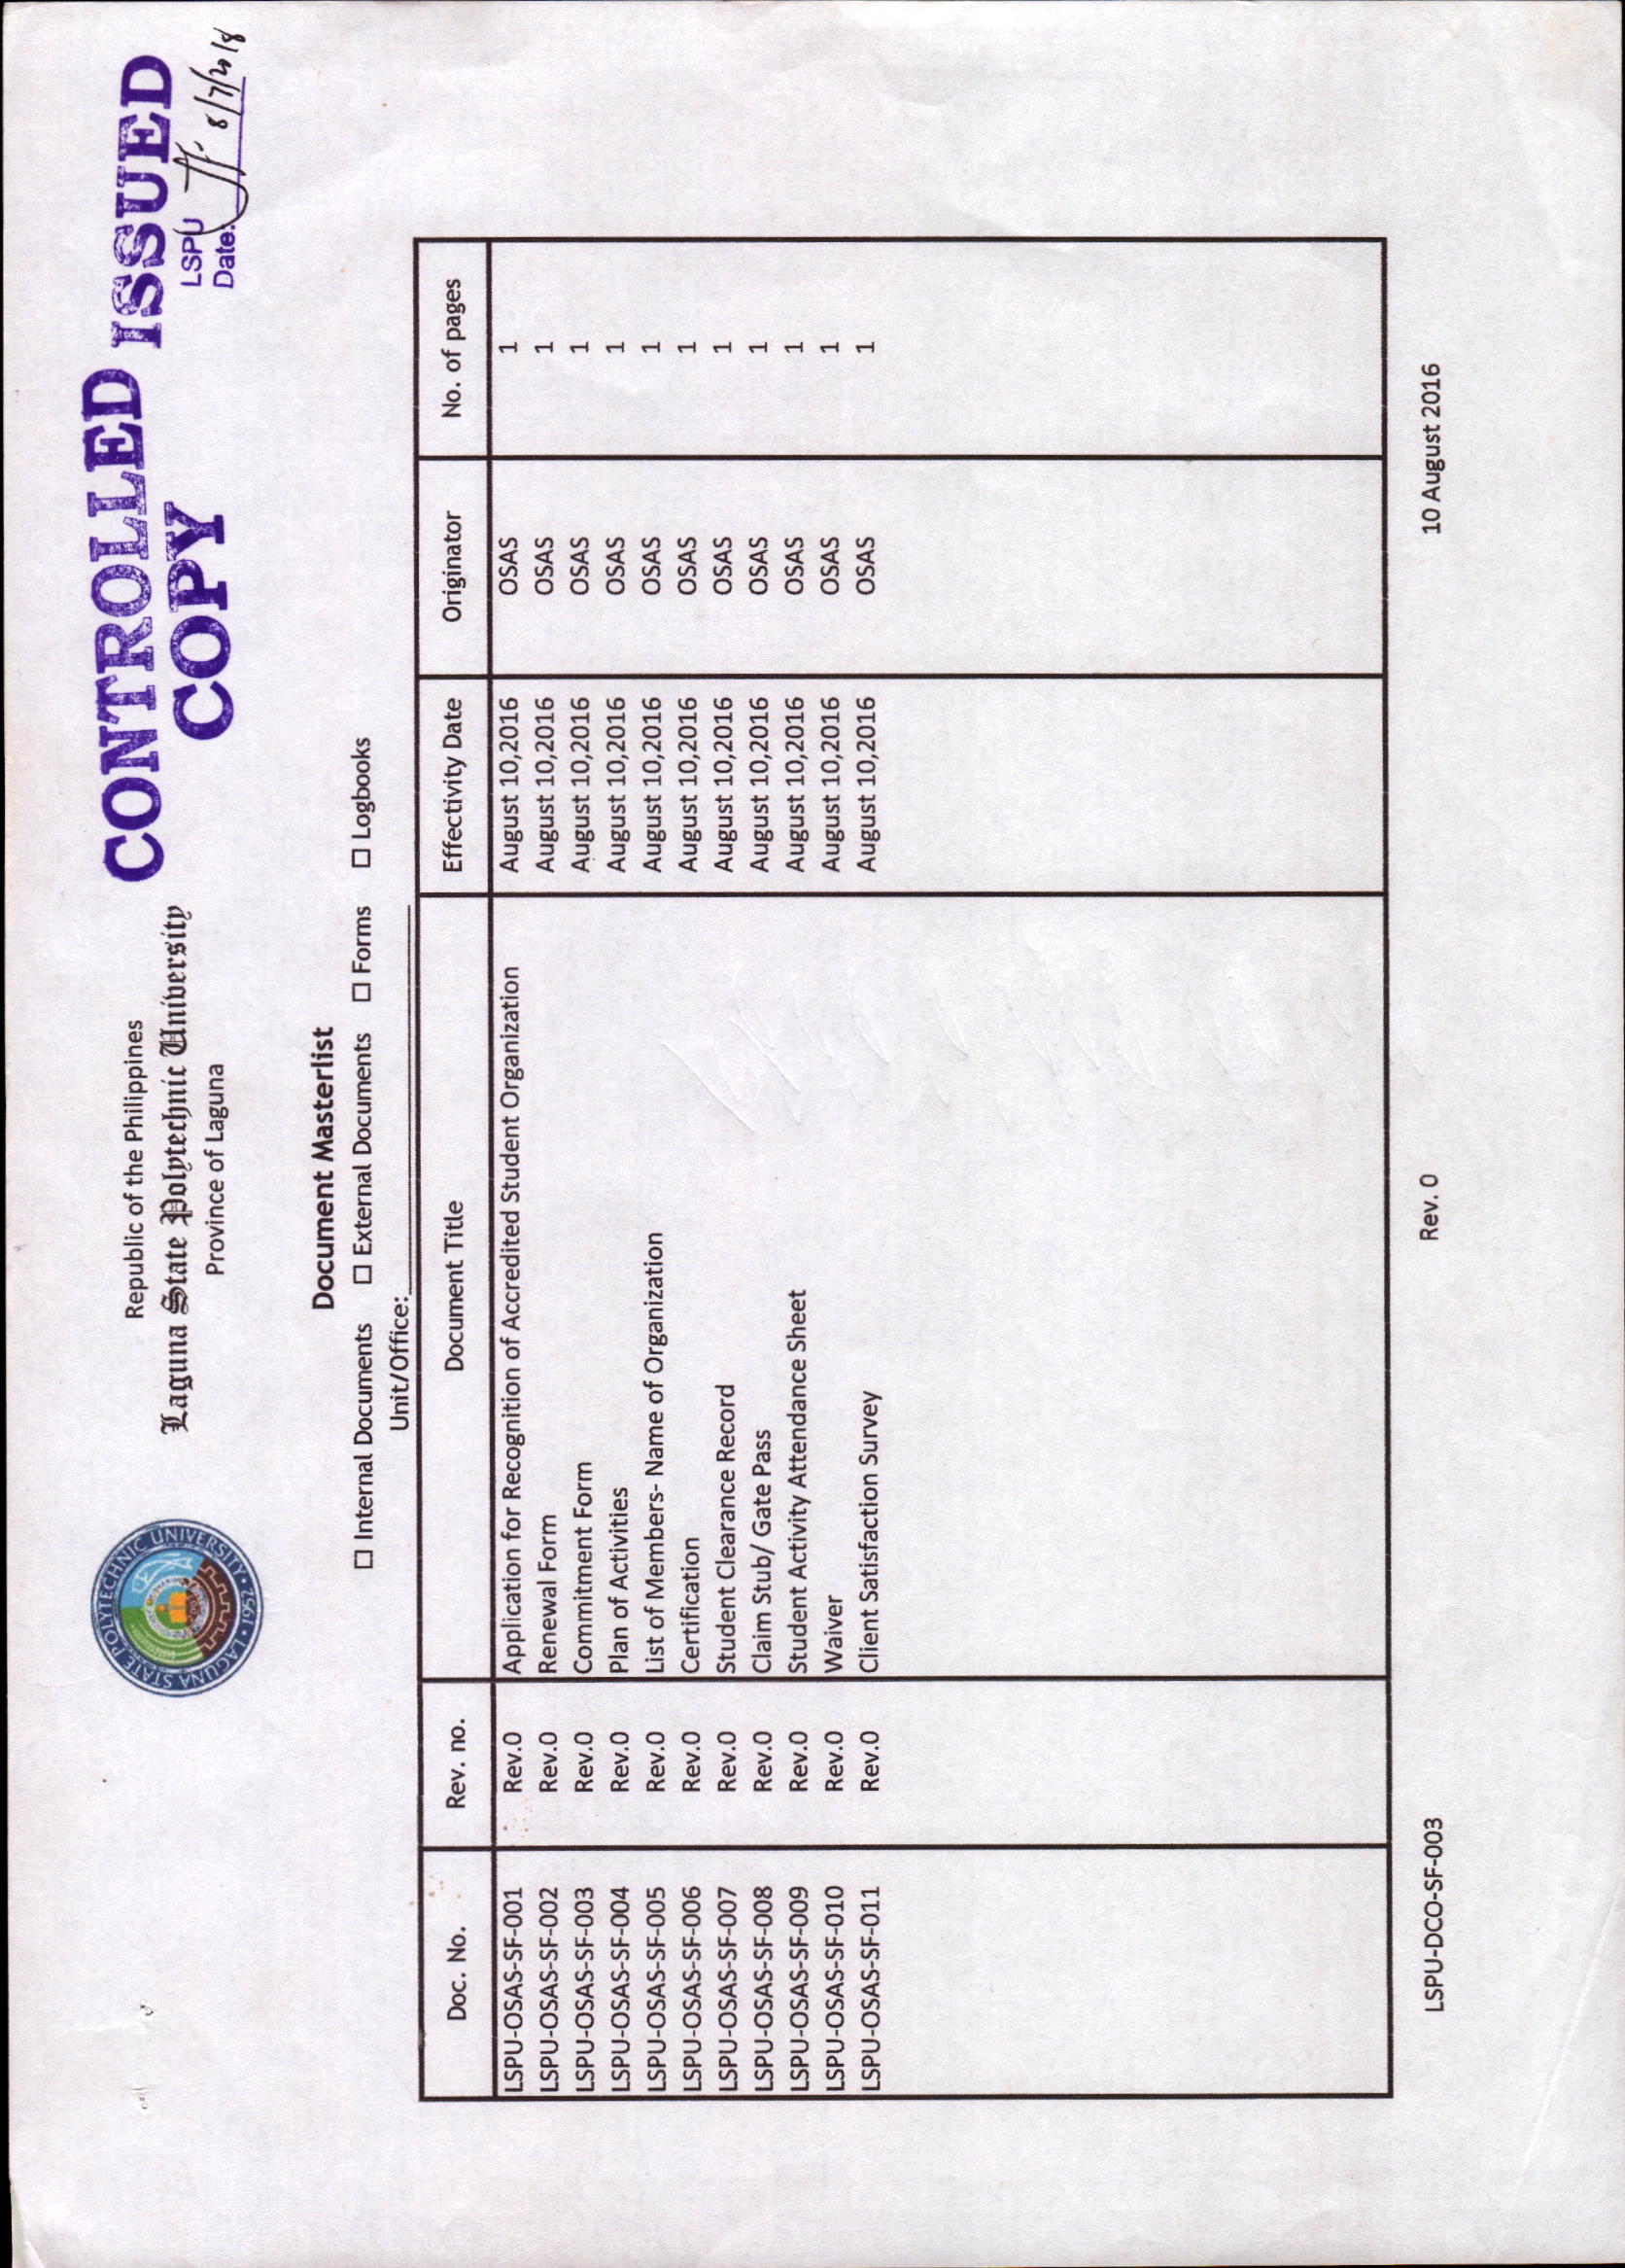 LAGUNA STATE POLYTECHNIC UNIVERSITY
• 1952 •
Republic of the Philippines
Laguna State Polytechnic University
Province of Laguna
CONTROLLED
COPY
ISSUED
LSPU
Date: 8/7/2018
Document Masterlist
☐ Internal Documents ☐ External Documents ☐ Forms ☐ Logbooks
Unit/Office:
Doc. No. Rev. no. Document Title Effectivity Date Originator No. of pages
LSPU-OSAS-SF-001 Rev.0 Application for Recognition of Accredited Student Organization August 10,2016 OSAS 1
LSPU-OSAS-SF-002 Rev.0 Renewal Form August 10,2016 OSAS 1
LSPU-OSAS-SF-003 Rev.0 Commitment Form August 10,2016 OSAS 1
LSPU-OSAS-SF-004 Rev.0 Plan of Activities August 10,2016 OSAS 1
LSPU-OSAS-SF-005 Rev.0 List of Members- Name of Organization August 10,2016 OSAS 1
LSPU-OSAS-SF-006 Rev.0 Certification August 10,2016 OSAS 1
LSPU-OSAS-SF-007 Rev.0 Student Clearance Record August 10,2016 OSAS 1
LSPU-OSAS-SF-008 Rev.0 Claim Stub/ Gate Pass August 10,2016 OSAS 1
LSPU-OSAS-SF-009 Rev.0 Student Activity Attendance Sheet August 10,2016 OSAS 1
LSPU-OSAS-SF-010 Rev.0 Waiver August 10,2016 OSAS 1
LSPU-OSAS-SF-011 Rev.0 Client Satisfaction Survey August 10,2016 OSAS 1
LSPU-DCO-SF-003 Rev. 0 10 August 2016